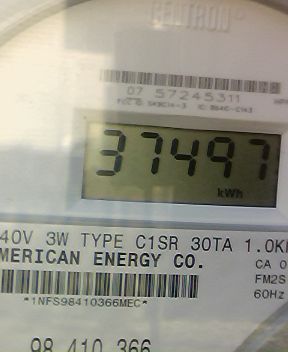 CENTRON®
07 57245311
37497
kWh
40V 3W TYPE C1SR 30TA 1.0K
MERICAN ENERGY CO.
CA 0
FM2S
60Hz
*1NFS98410366MEC*
98 410 366